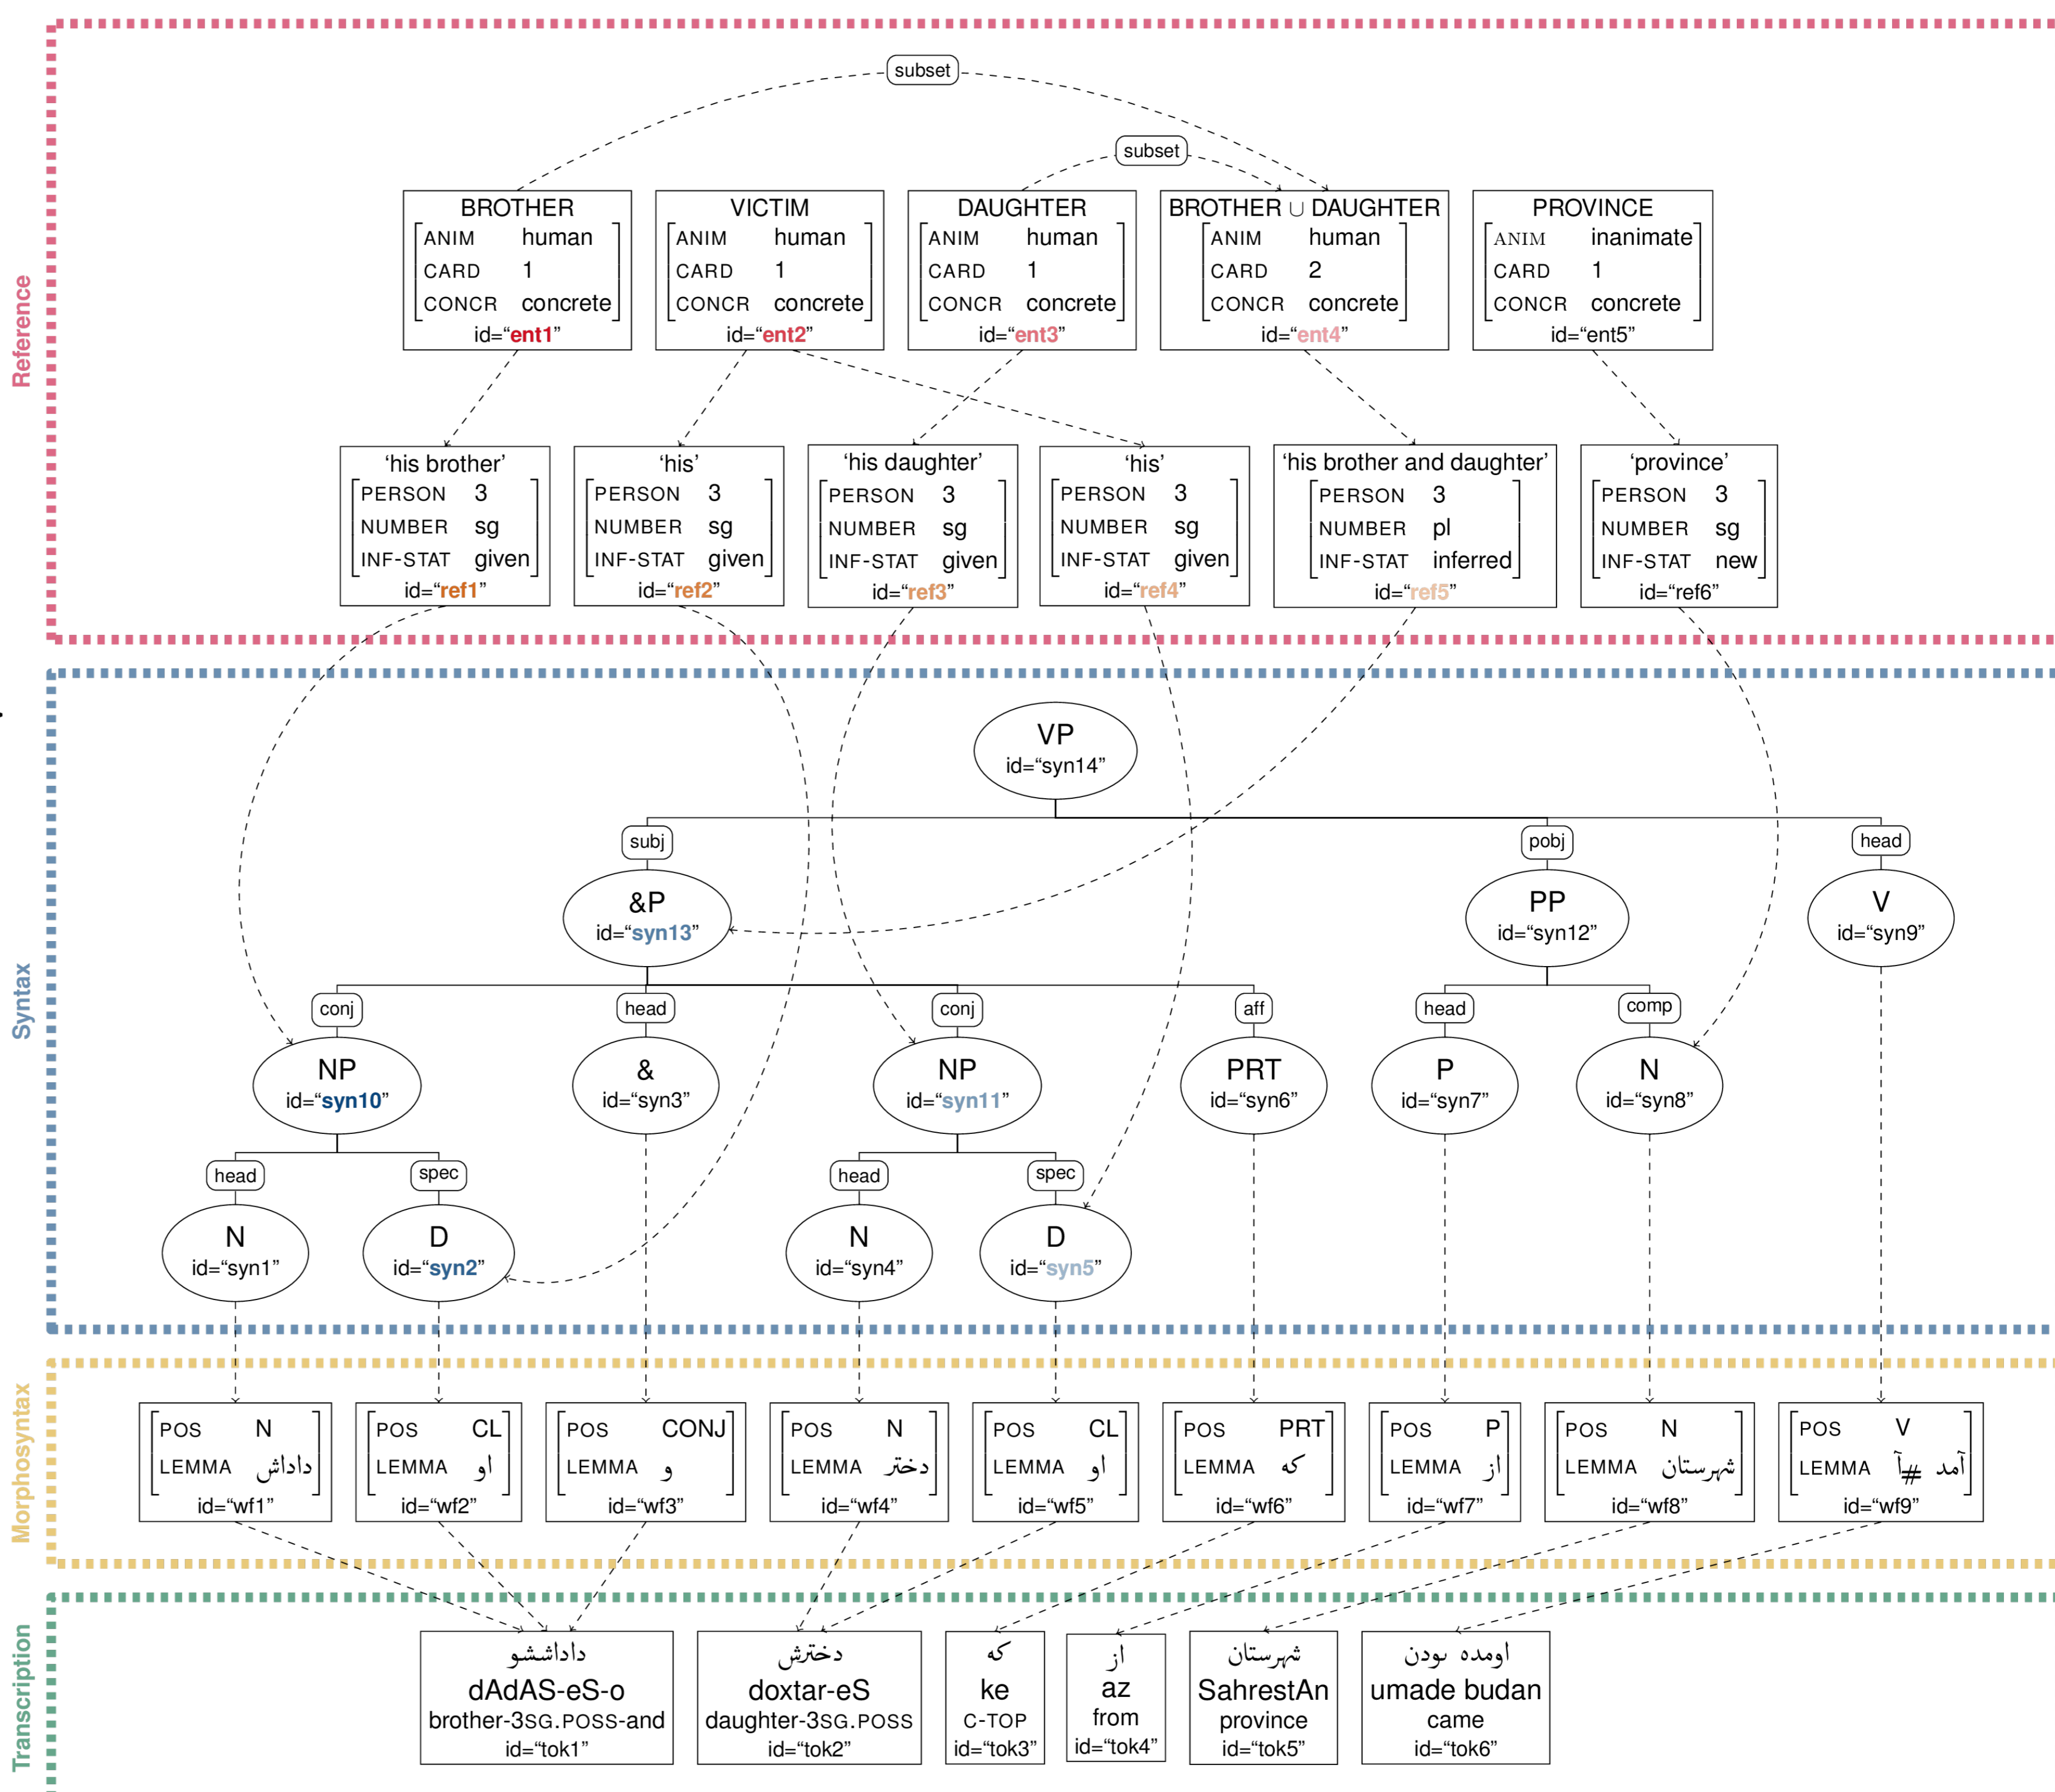 Reference
subset
subset
BROTHER
ANIM human
CARD 1
CONCR concrete
id=“ent1”
VICTIM
ANIM human
CARD 1
CONCR concrete
id=“ent2”
DAUGHTER
ANIM human
CARD 1
CONCR concrete
id=“ent3”
BROTHER ∪ DAUGHTER
ANIM human
CARD 2
CONCR concrete
id=“ent4”
PROVINCE
ANIM inanimate
CARD 1
CONCR concrete
id=“ent5”
‘his brother’
PERSON 3
NUMBER sg
INF-STAT given
id=“ref1”
‘his’
PERSON 3
NUMBER sg
INF-STAT given
id=“ref2”
‘his daughter’
PERSON 3
NUMBER sg
INF-STAT given
id=“ref3”
‘his’
PERSON 3
NUMBER sg
INF-STAT given
id=“ref4”
‘his brother and daughter’
PERSON 3
NUMBER pl
INF-STAT inferred
id=“ref5”
‘province’
PERSON 3
NUMBER sg
INF-STAT new
id=“ref6”
Syntax
VP
id=“syn14”
subj
pobj
head
&P
id=“syn13”
PP
id=“syn12”
V
id=“syn9”
conj
head
conj
aff
head
comp
NP
id=“syn10”
&
id=“syn3”
NP
id=“syn11”
PRT
id=“syn6”
P
id=“syn7”
N
id=“syn8”
head
spec
head
spec
N
id=“syn1”
D
id=“syn2”
N
id=“syn4”
D
id=“syn5”
Morphosyntax
POS N
LEMMA داداش
id=“wf1”
POS CL
LEMMA او
id=“wf2”
POS CONJ
LEMMA و
id=“wf3”
POS N
LEMMA دختر
id=“wf4”
POS CL
LEMMA او
id=“wf5”
POS PRT
LEMMA که
id=“wf6”
POS P
LEMMA از
id=“wf7”
POS N
LEMMA شهرستان
id=“wf8”
POS V
LEMMA آمد#آ
id=“wf9”
Transcription
داداششو
dAdAS-eS-o
brother-3SG.POSS-and
id=“tok1”
دخترش
doxtar-eS
daughter-3SG.POSS
id=“tok2”
که
ke
C-TOP
id=“tok3”
از
az
from
id=“tok4”
شهرستان
SahrestAn
province
id=“tok5”
اومده بودن
umade budan
came
id=“tok6”